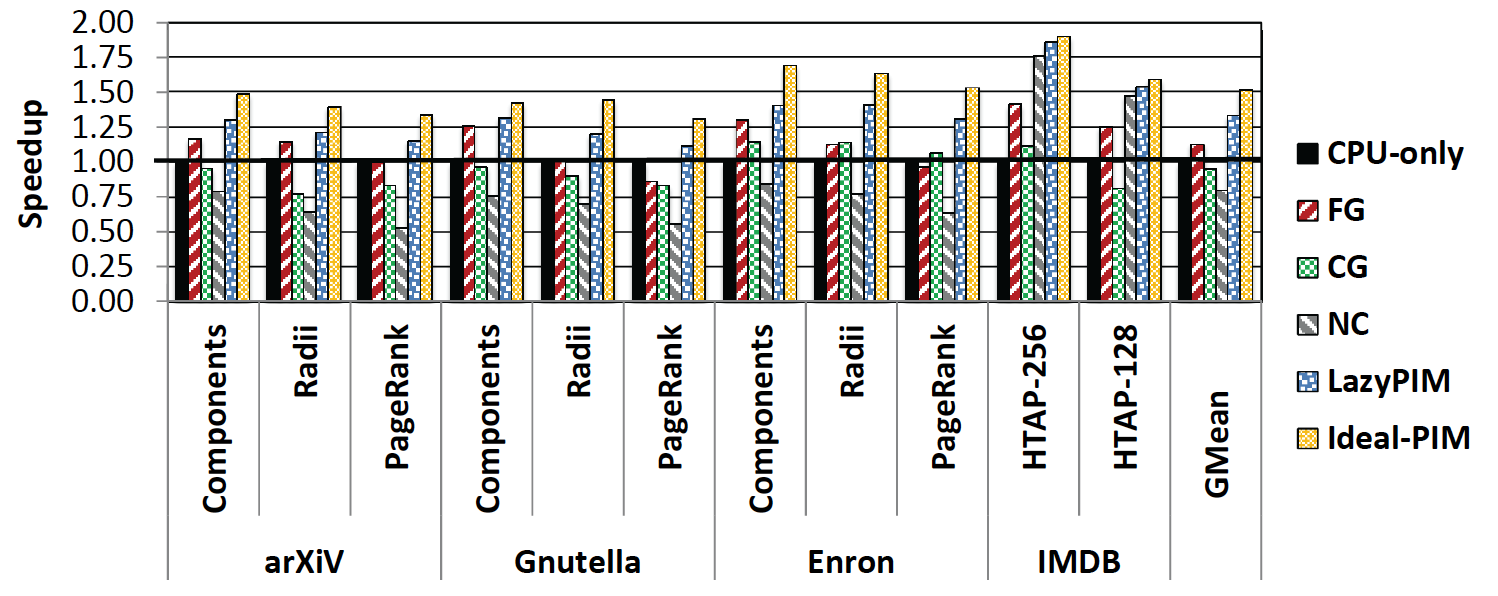 Speedup
2.00
1.75
1.50
1.25
1.00
0.75
0.50
0.25
0.00
Components
Radii
PageRank
Components
Radii
PageRank
Components
Radii
PageRank
HTAP-256
HTAP-128
GMean
arXiV
Gnutella
Enron
IMDB
CPU-only
FG
CG
NC
LazyPIM
Ideal-PIM